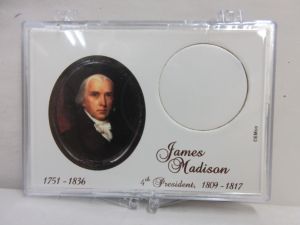 James
Madison
1751 - 1836
4th President, 1809 - 1817